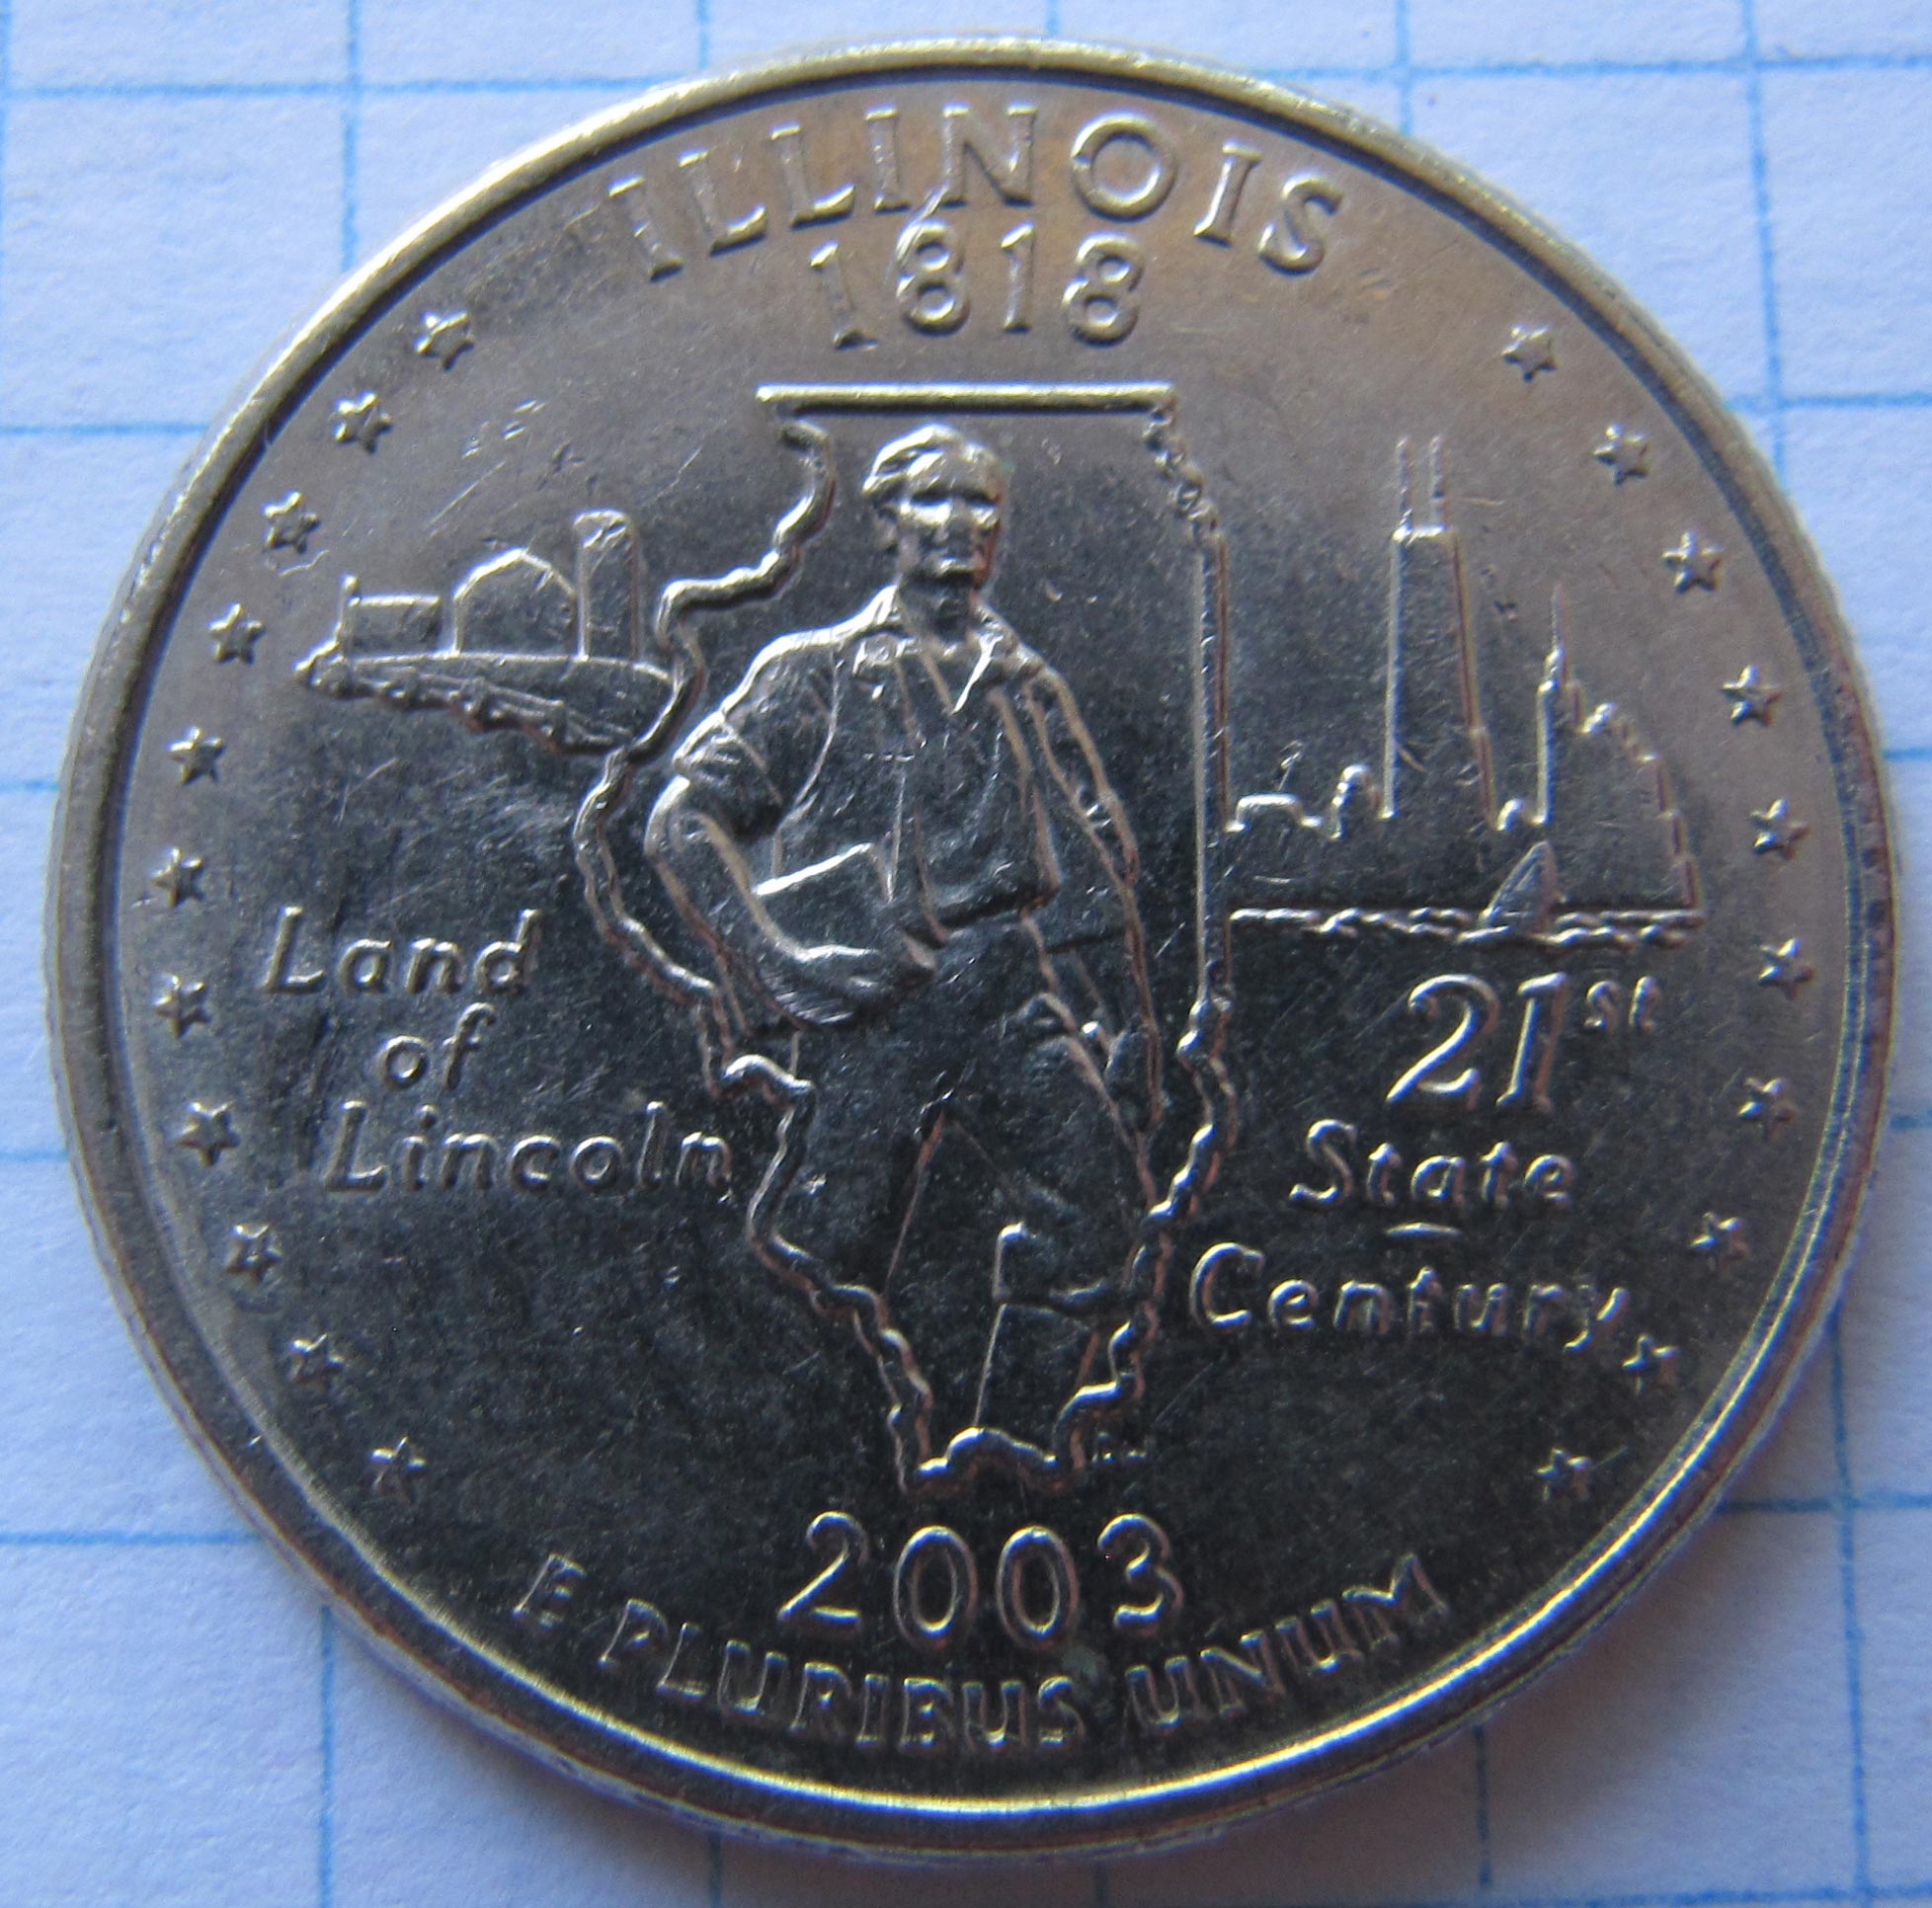 ILLINOIS
1818
Land
of
Lincoln
21st
State
Century
2003
E PLURIBUS UNUM